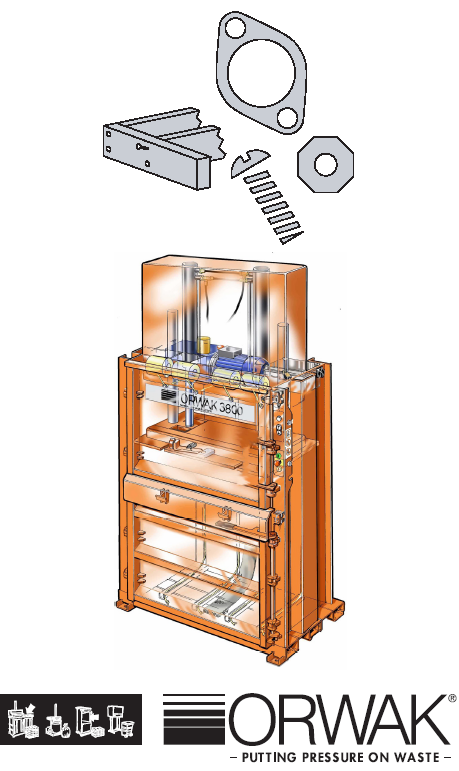 ORWAK 3800
ORWAK®
– PUTTING PRESSURE ON WASTE –